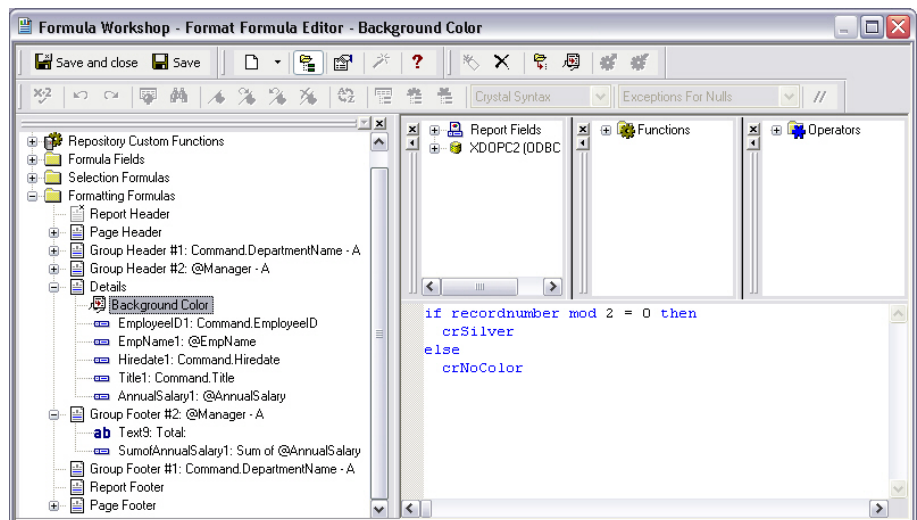 Formula Workshop - Format Formula Editor - Background Color
Save and close Save
Crystal Syntax Exceptions For Nulls //
Repository Custom Functions
Formula Fields
Selection Formulas
Formatting Formulas
Report Header
Page Header
Group Header #1: Command.DepartmentName - A
Group Header #2: @Manager - A
Details
Background Color
EmployeeID1: Command.EmployeeID
EmpName1: @EmpName
Hiredate1: Command.Hiredate
Title1: Command.Title
AnnualSalary1: @AnnualSalary
Group Footer #2: @Manager - A
ab Text9: Total:
SumofAnnualSalary1: Sum of @AnnualSalary
Group Footer #1: Command.DepartmentName - A
Report Footer
Page Footer
Report Fields
XDOPC2 (ODBC
Functions
Operators
if recordnumber mod 2 = 0 then
crSilver
else
crNoColor